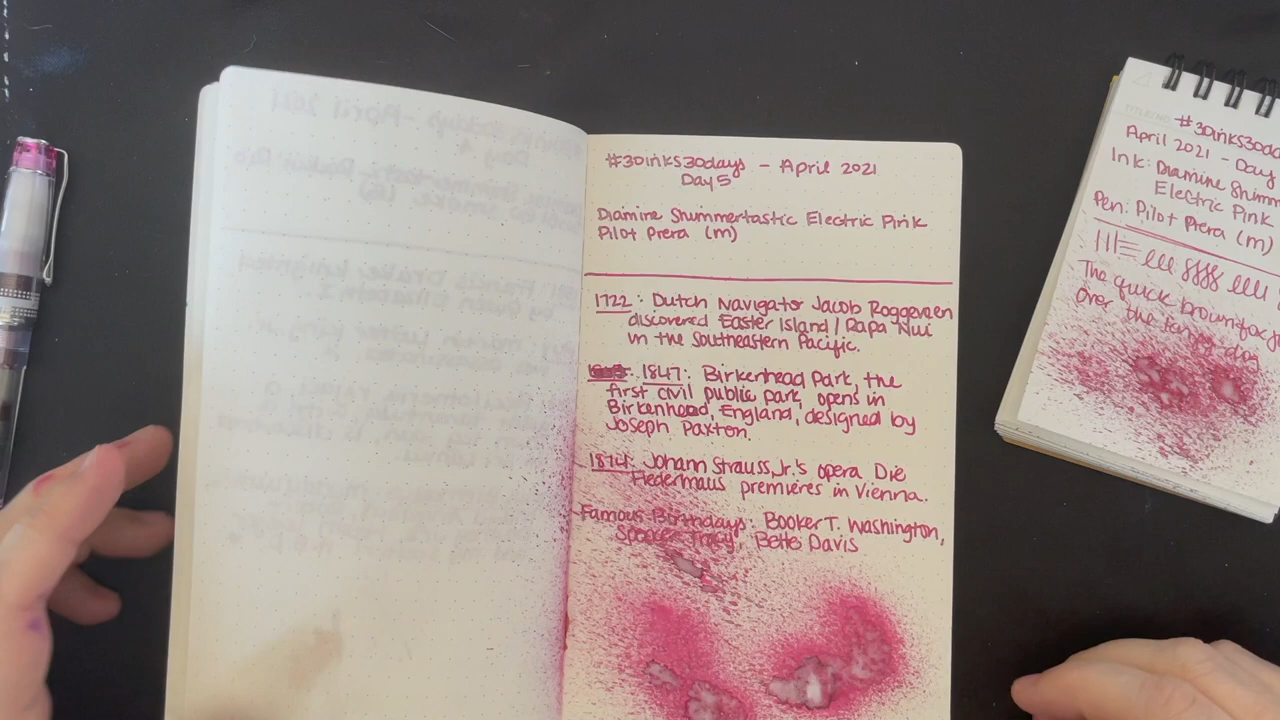 #30inks30days - April 2021
Day 5
Diamine Shimmertastic Electric Pink
Pilot Prera (m)
1722: Dutch Navigator Jacob Roggeveen
discovered Easter Island / Rapa Nui
in the Southeastern Pacific.
1847: Birkenhead Park, the
first civil public park, opens in
Birkenhead, England, designed by
Joseph Paxton.
1874: Johann Strauss, Jr.'s opera Die
Fledermaus premieres in Vienna.
Famous Birthdays: Booker T. Washington,
Spencer Tracy, Bette Davis
#30inks30da
April 2021 - Day
Ink: Diamine Shimm
Electric Pink
Pen: Pilot Prera (m)
The quick brown fox j
over the lazy dog